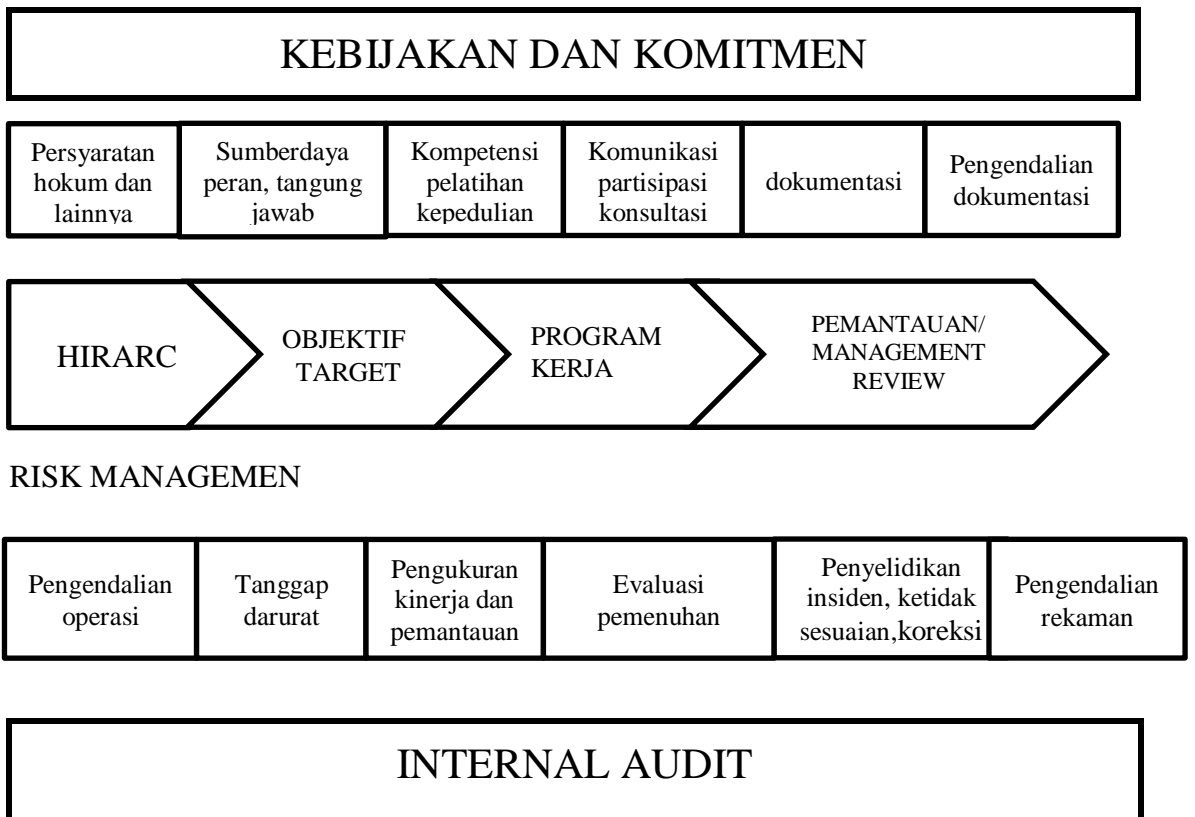 KEBIJAKAN DAN KOMITMEN
Persyaratan
hokum dan
lainnya
Sumberdaya
peran, tangung
jawab
Kompetensi
pelatihan
kepedulian
Komunikasi
partisipasi
konsultasi
dokumentasi
Pengendalian
dokumentasi
HIRARC
OBJEKTIF
TARGET
PROGRAM
KERJA
PEMANTAUAN/
MANAGEMENT
REVIEW
RISK MANAGEMEN
Pengendalian
operasi
Tanggap
darurat
Pengukuran
kinerja dan
pemantauan
Evaluasi
pemenuhan
Penyelidikan
insiden, ketidak
sesuaian,koreksi
Pengendalian
rekaman
INTERNAL AUDIT